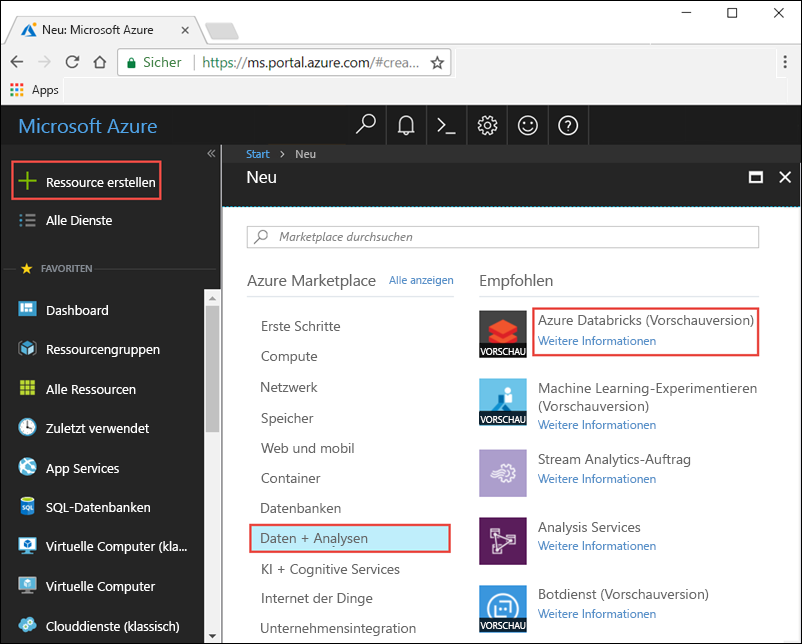 Neu: Microsoft Azure
Sicher
https://ms.portal.azure.com/#crea...
Apps
Microsoft Azure
Ressource erstellen
Alle Dienste
FAVORITEN
Dashboard
Ressourcengruppen
Alle Ressourcen
Zuletzt verwendet
App Services
SQL-Datenbanken
SQL
Virtuelle Computer (kla...
Virtuelle Computer
Clouddienste (klassisch)
Start > Neu
Neu
Marketplace durchsuchen
Azure Marketplace
Alle anzeigen
Erste Schritte
Compute
Netzwerk
Speicher
Web und mobil
Container
Datenbanken
Daten + Analysen
KI + Cognitive Services
Internet der Dinge
Unternehmensintegration
Empfohlen
VORSCHAU
Azure Databricks (Vorschauversion)
Weitere Informationen
VORSCHAU
Machine Learning-Experimentieren
(Vorschauversion)
Weitere Informationen
Stream Analytics-Auftrag
Weitere Informationen
Analysis Services
Weitere Informationen
VORSCHAU
Botdienst (Vorschauversion)
Weitere Informationen